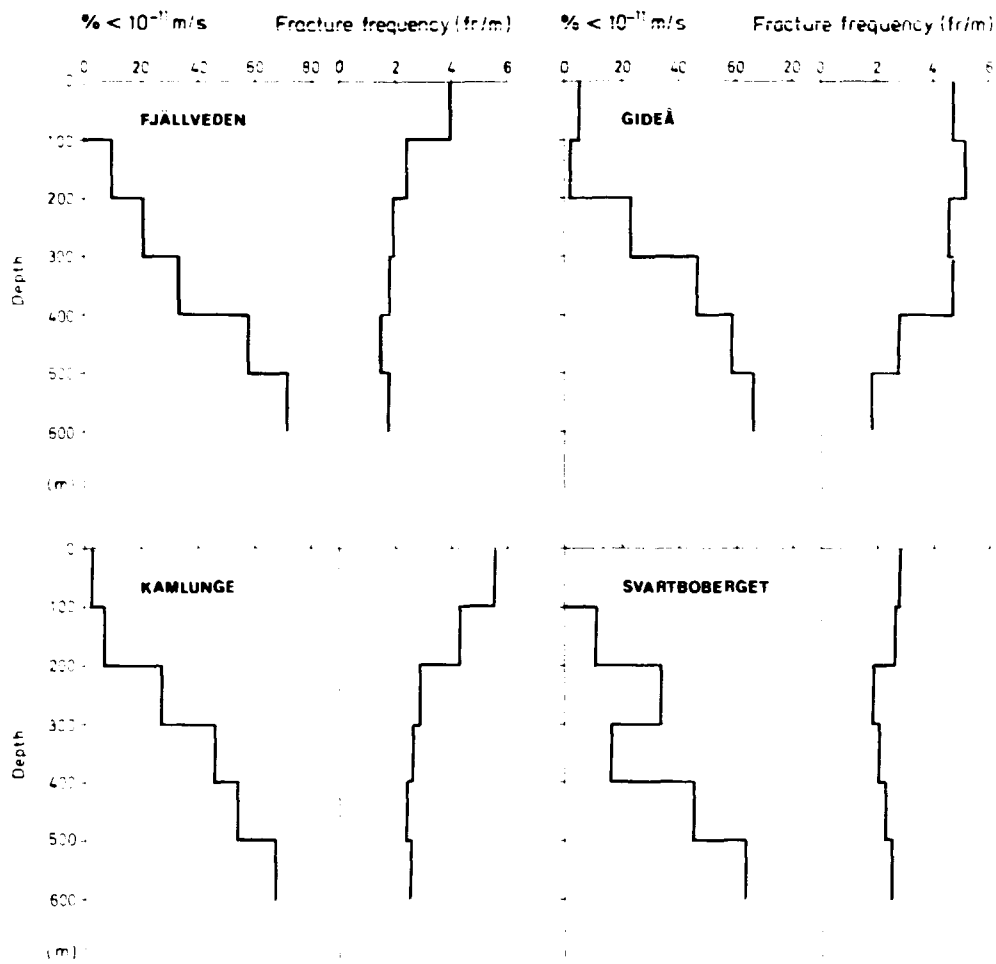 % < 10⁻¹¹ m/s Fracture frequency (fr/m) % < 10⁻¹¹ m/s Fracture frequency (fr/m)
0 20 40 60 80 0 2 4 6 0 20 40 60 80 0 2 4 6
0
FJÄLLVEDEN GIDEÅ
100
200
300
Depth
400
500
600
(m)
0
KAMLUNGE SVARTBOBERGET
100
200
300
Depth
400
500
600
(m)